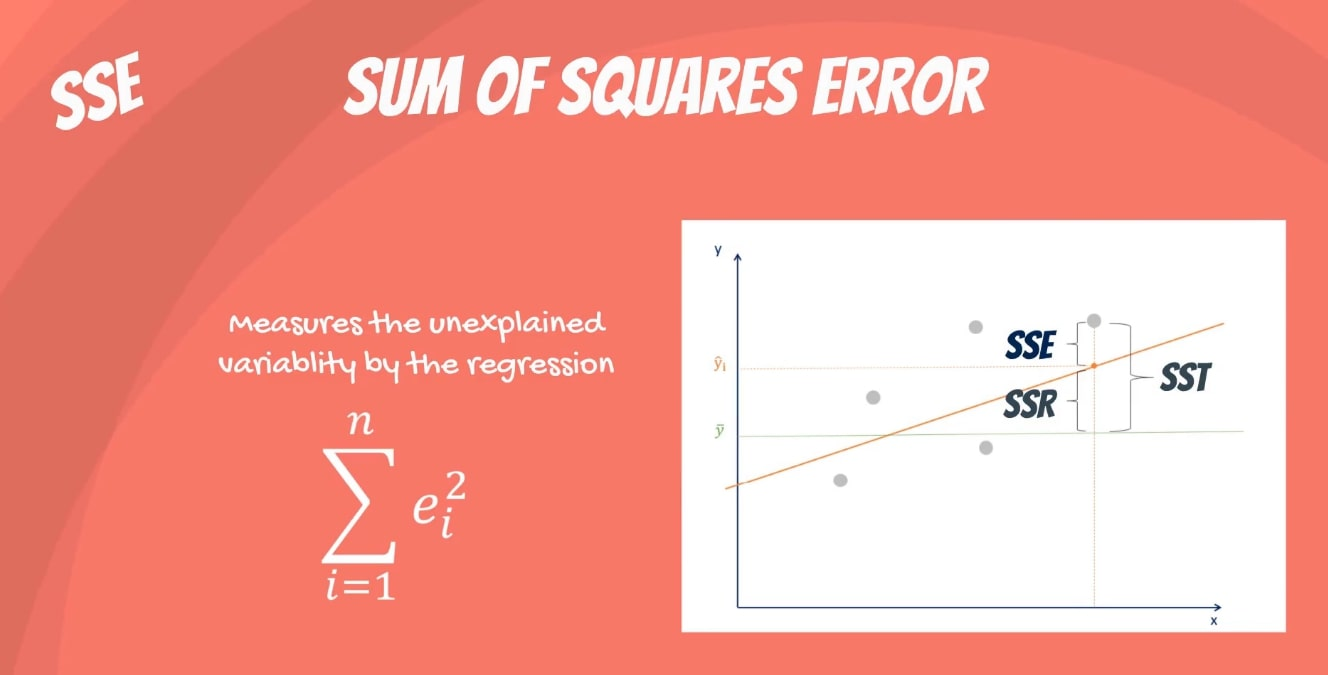 SSE
SUM OF SQUARES ERROR
Measures the unexplained
variablity by the regression
n
∑ e_i^2
i=1
y
ŷi
ȳ
SSE
SSR
SST
x